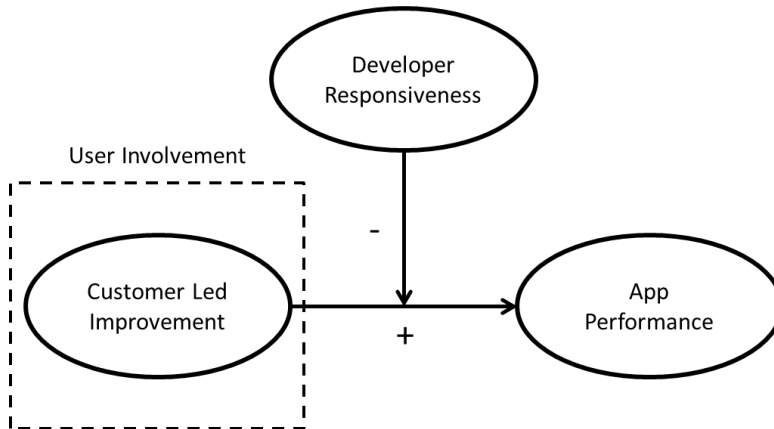 Developer
Responsiveness
User Involvement
-
Customer Led
Improvement
+
App
Performance